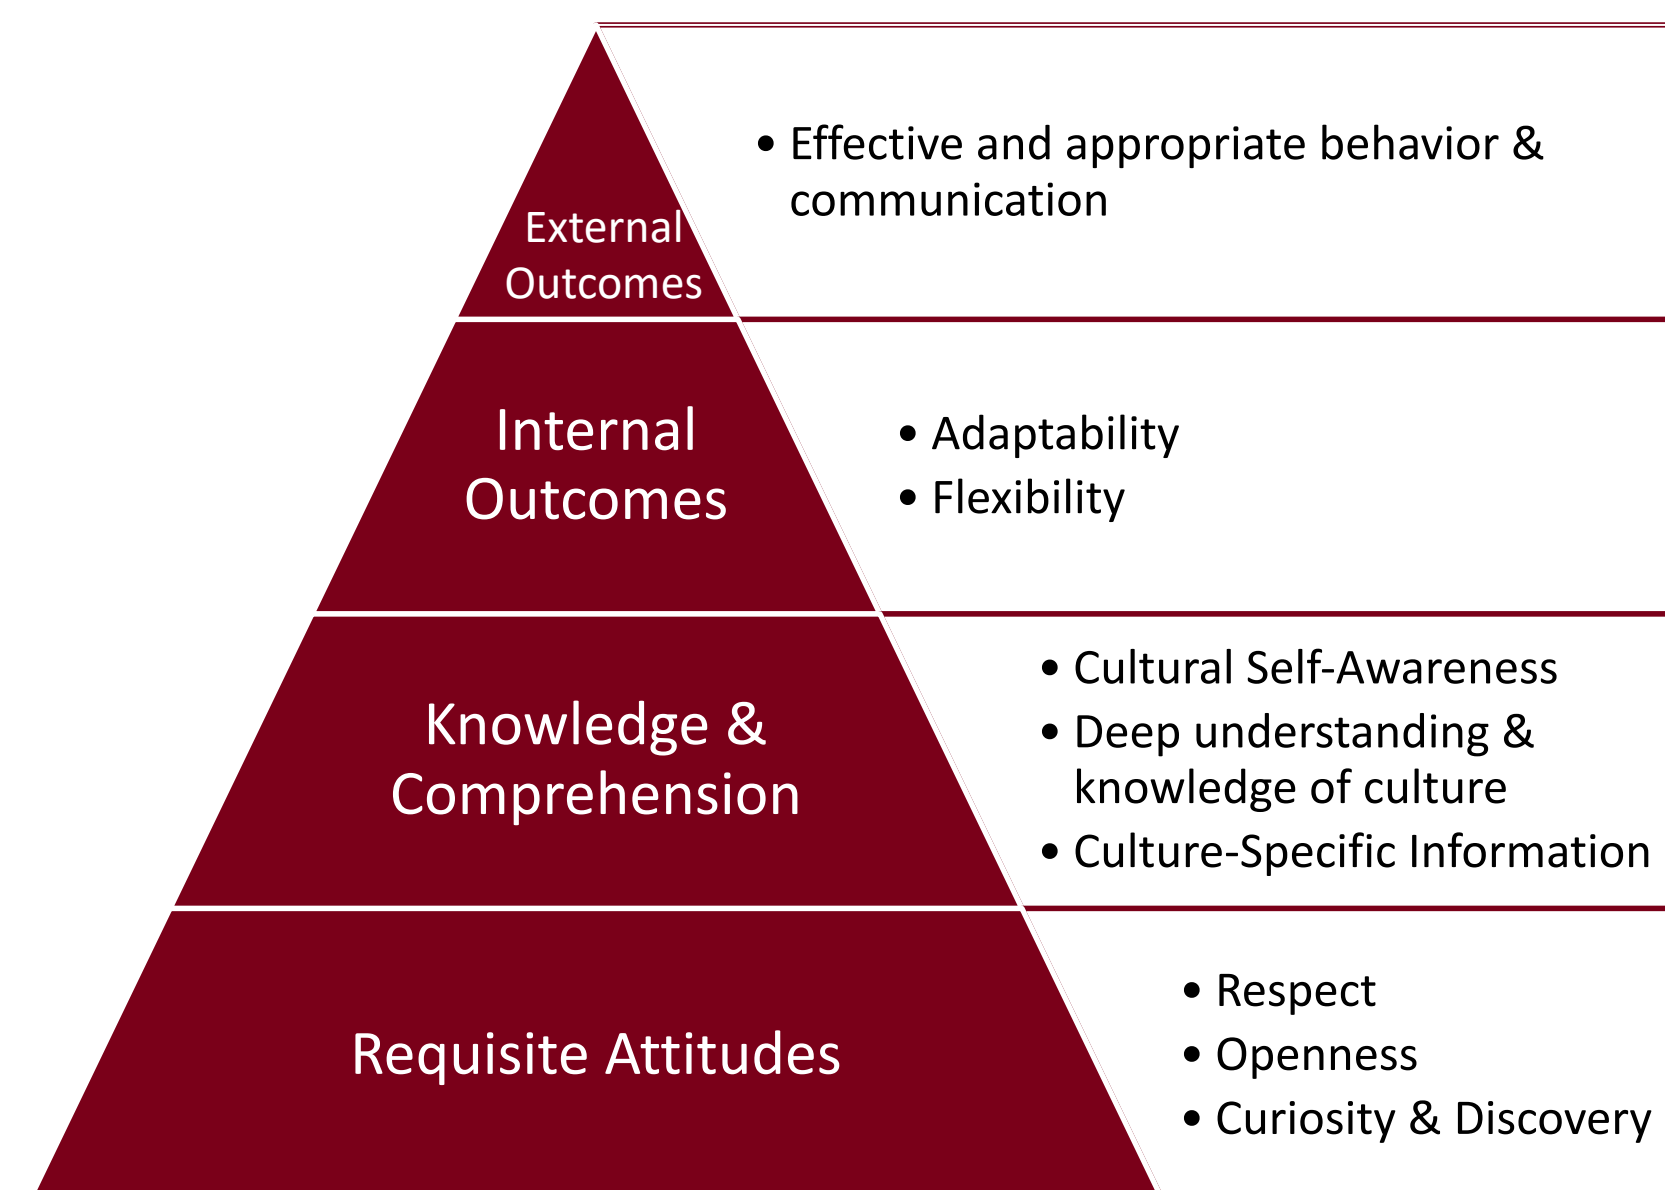 External
Outcomes
• Effective and appropriate behavior &
communication
Internal
Outcomes
• Adaptability
• Flexibility
Knowledge &
Comprehension
• Cultural Self-Awareness
• Deep understanding &
knowledge of culture
• Culture-Specific Information
Requisite Attitudes
• Respect
• Openness
• Curiosity & Discovery